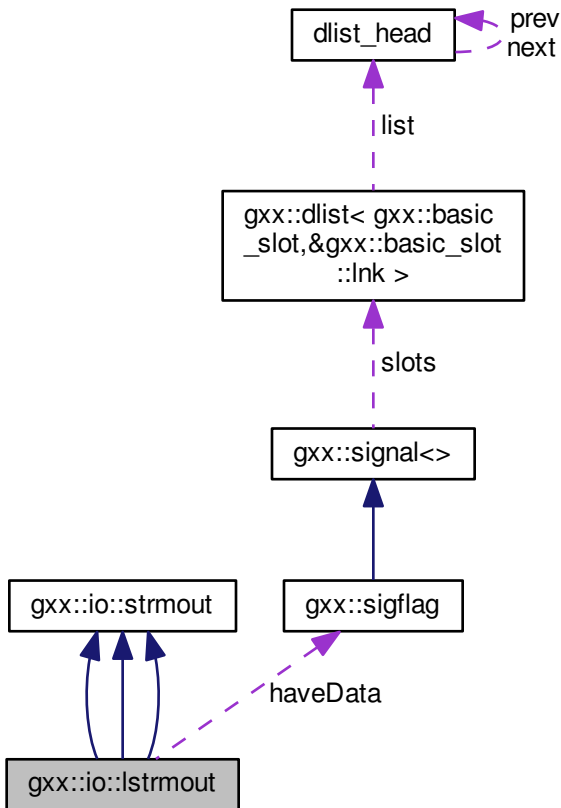 dlist_head
prev
next
list
gxx::dlist< gxx::basic
_slot,&gxx::basic_slot
::lnk >
slots
gxx::signal<>
gxx::io::strmout
gxx::sigflag
haveData
gxx::io::lstrmout